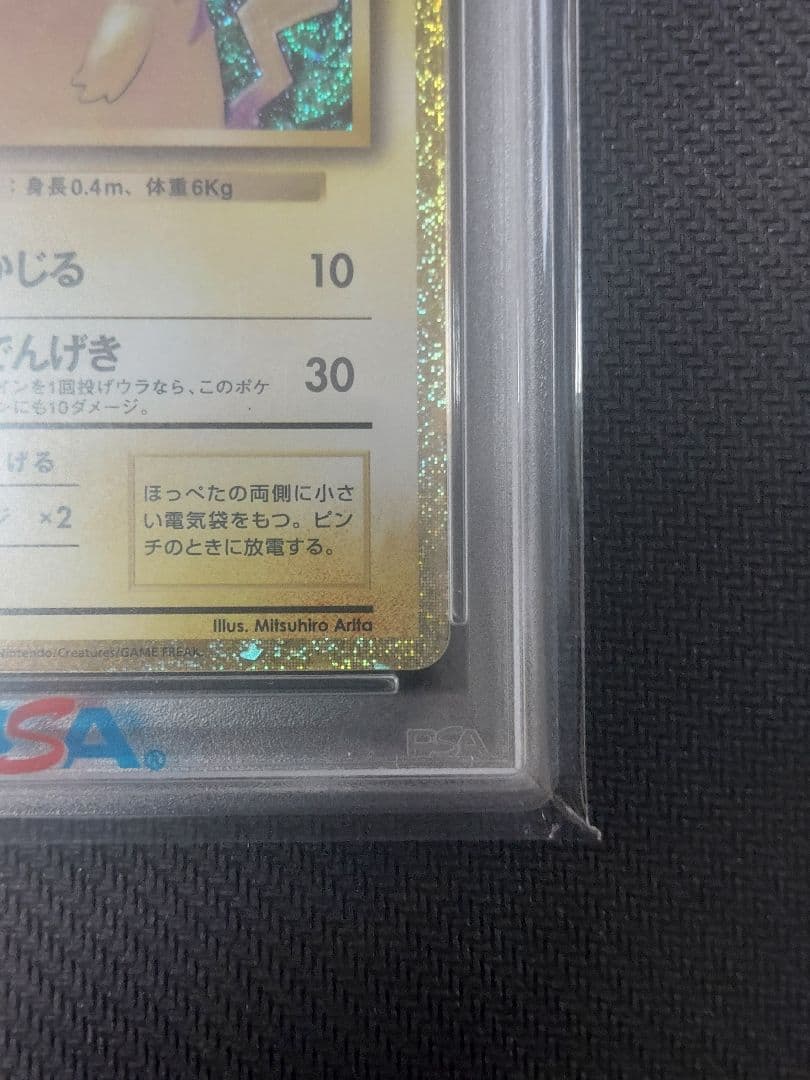 ：身長0.4m、体重6Kg
かじる 10
でんげき 30
インを1回投げウラなら、このポケ
ンにも10ダメージ。
げる
ほっぺたの両側に小さ
い電気袋をもつ。ピン
チのときに放電する。
×2
Illus. Mitsuhiro Arita
Nintendo/Creatures/GAME FREAK.
PSA®
PSA